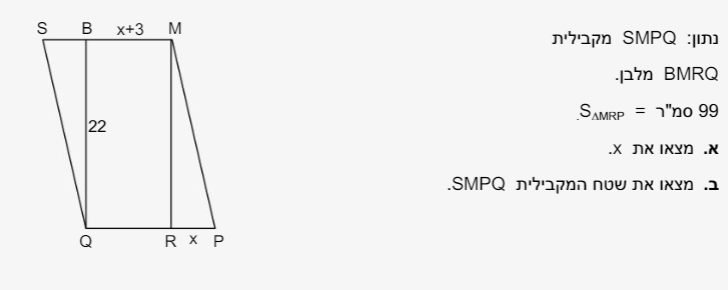 נתון: SMPQ מקבילית
BMRQ מלבן.
99 סמ"ר = S△MRP.
א. מצאו את x.
ב. מצאו את שטח המקבילית SMPQ.
S B x+3 M
22
Q R x P